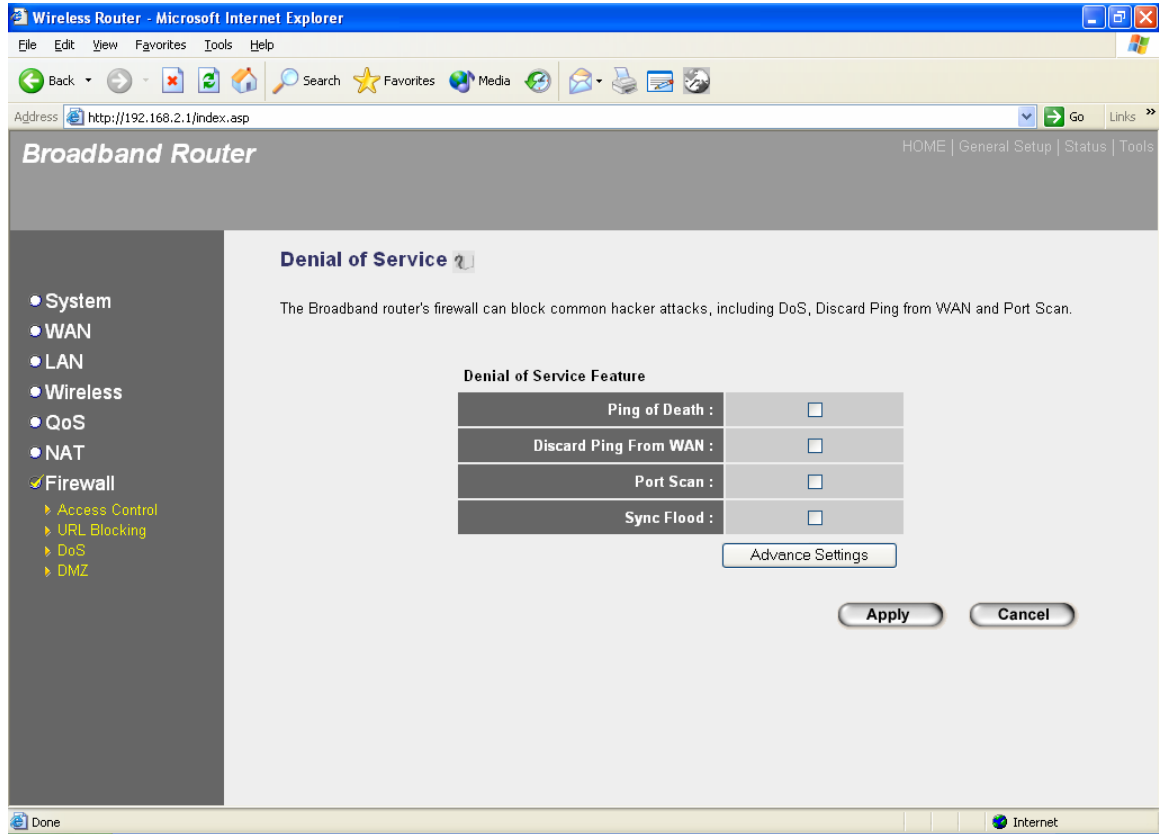 Wireless Router - Microsoft Internet Explorer
File Edit View Favorites Tools Help
Back Search Favorites Media
Address http://192.168.2.1/index.asp Go Links »
Broadband Router
HOME | General Setup | Status | Tools
System
WAN
LAN
Wireless
QoS
NAT
Firewall
Access Control
URL Blocking
DoS
DMZ
Denial of Service
The Broadband router's firewall can block common hacker attacks, including DoS, Discard Ping from WAN and Port Scan.
Denial of Service Feature
Ping of Death :
Discard Ping From WAN :
Port Scan :
Sync Flood :
Advance Settings
Apply Cancel
Done Internet